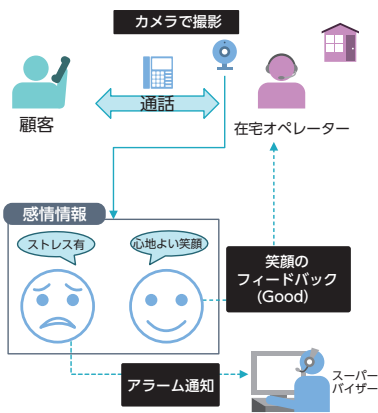 カメラで撮影
通話
顧客
在宅オペレーター
感情情報
ストレス有
心地よい笑顔
笑顔の
フィードバック
(Good)
アラーム通知
スーパー
バイザー